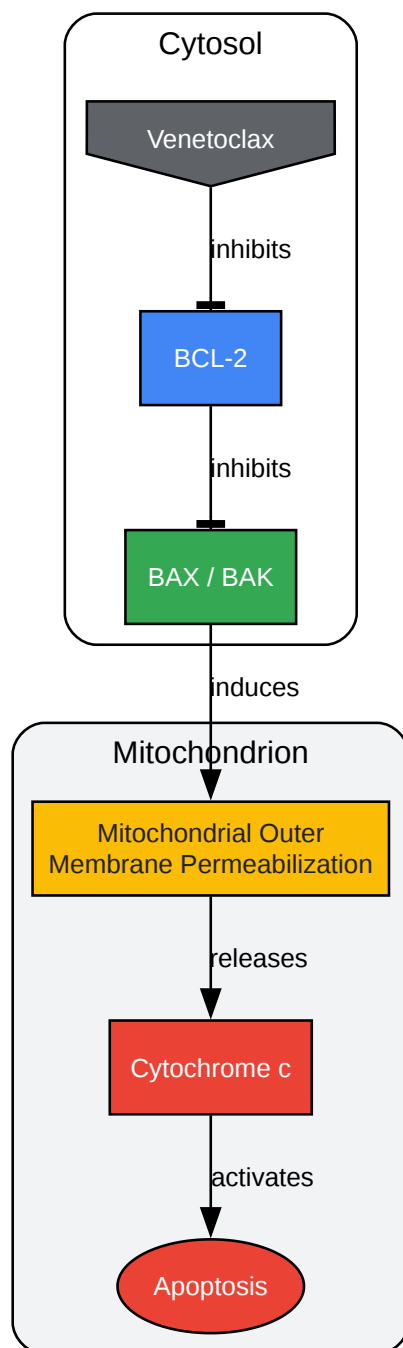 Cytosol
Venetoclax
inhibits
BCL-2
inhibits
BAX / BAK
induces
Mitochondrion
Mitochondrial Outer
Membrane Permeabilization
releases
Cytochrome c
activates
Apoptosis